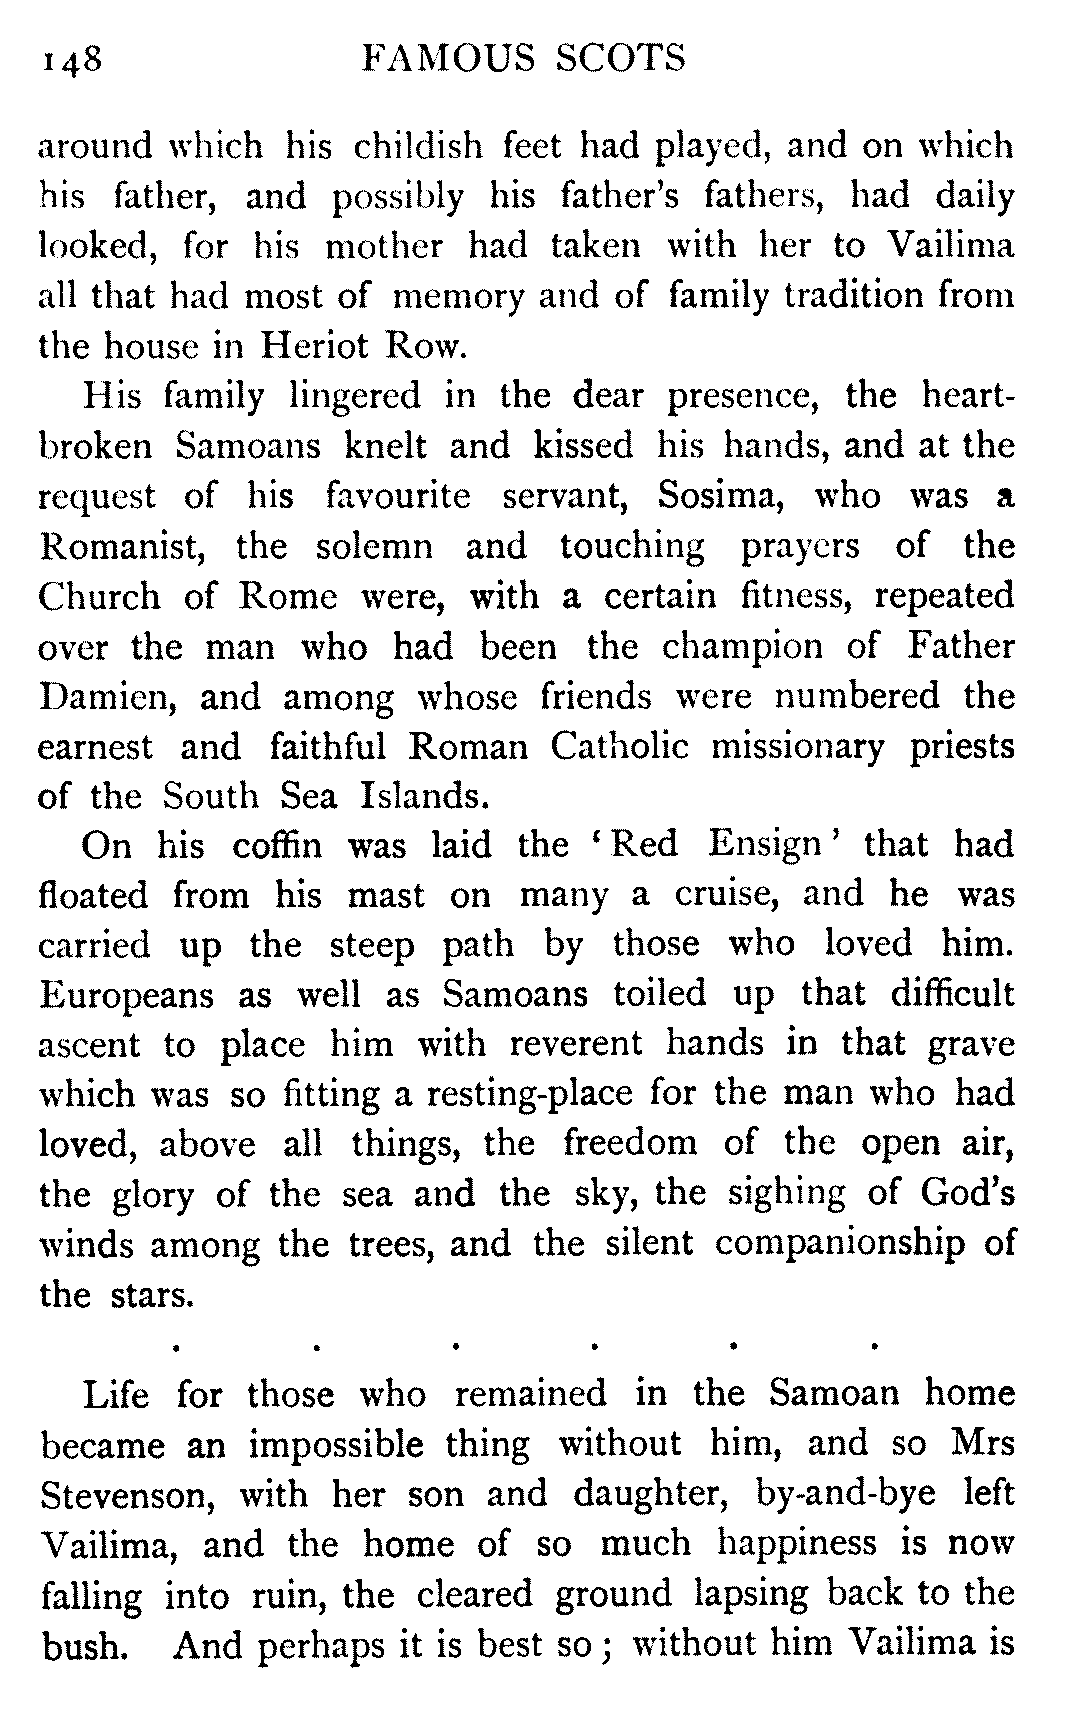 148 FAMOUS SCOTS
around which his childish feet had played, and on which
his father, and possibly his father's fathers, had daily
looked, for his mother had taken with her to Vailima
all that had most of memory and of family tradition from
the house in Heriot Row.
His family lingered in the dear presence, the heart-
broken Samoans knelt and kissed his hands, and at the
request of his favourite servant, Sosima, who was a
Romanist, the solemn and touching prayers of the
Church of Rome were, with a certain fitness, repeated
over the man who had been the champion of Father
Damien, and among whose friends were numbered the
earnest and faithful Roman Catholic missionary priests
of the South Sea Islands.
On his coffin was laid the ‘Red Ensign’ that had
floated from his mast on many a cruise, and he was
carried up the steep path by those who loved him.
Europeans as well as Samoans toiled up that difficult
ascent to place him with reverent hands in that grave
which was so fitting a resting-place for the man who had
loved, above all things, the freedom of the open air,
the glory of the sea and the sky, the sighing of God's
winds among the trees, and the silent companionship of
the stars.
. . . . . .
Life for those who remained in the Samoan home
became an impossible thing without him, and so Mrs
Stevenson, with her son and daughter, by-and-bye left
Vailima, and the home of so much happiness is now
falling into ruin, the cleared ground lapsing back to the
bush. And perhaps it is best so; without him Vailima is